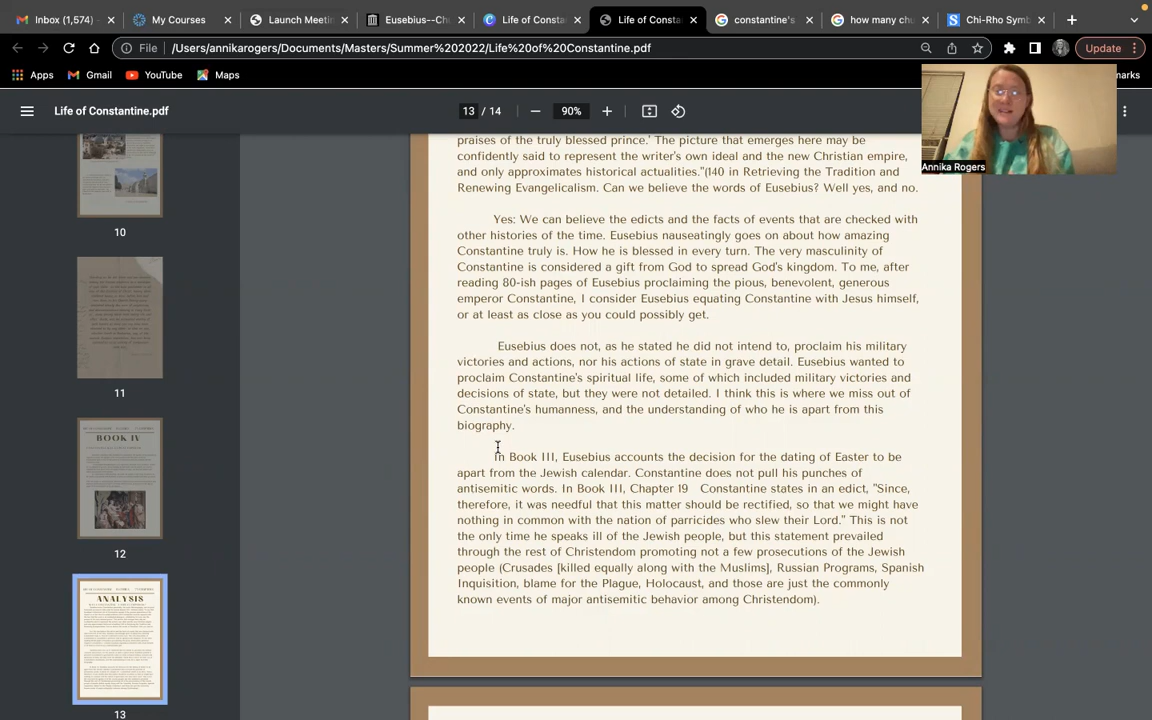 Inbox (1,574)
My Courses
Launch Meeti
Eusebius--Chu
Life of Consta
Life of Consta
constantine's
how many chu
Chi-Rho Symb
File /Users/annikarogers/Documents/Masters/Summer%202022/Life%20of%20Constantine.pdf
Update
Apps
Gmail
YouTube
Maps
marks
Life of Constantine.pdf
13 / 14
90%
Annika Rogers
10
11
BOOK IV
12
ANALYSIS
13
praises of the truly blessed prince.' The picture that emerges here may be
confidently said to represent the writer's own ideal and the new Christian empire,
and only approximates historical actualities."(140 in Retrieving the Tradition and
Renewing Evangelicalism. Can we believe the words of Eusebius? Well yes, and no.
Yes: We can believe the edicts and the facts of events that are checked with
other histories of the time. Eusebius nauseatingly goes on about how amazing
Constantine truly is. How he is blessed in every turn. The very masculinity of
Constantine is considered a gift from God to spread God's kingdom. To me, after
reading 80-ish pages of Eusebius proclaiming the pious, benevolent, generous
emperor Constantine, I consider Eusebius equating Constantine with Jesus himself,
or at least as close as you could possibly get.
Eusebius does not, as he stated he did not intend to, proclaim his military
victories and actions, nor his actions of state in grave detail. Eusebius wanted to
proclaim Constantine's spiritual life, some of which included military victories and
decisions of state, but they were not detailed. I think this is where we miss out of
Constantine's humanness, and the understanding of who he is apart from this
biography.
In Book III, Eusebius accounts the decision for the dating of Easter to be
apart from the Jewish calendar. Constantine does not pull his punches of
antisemitic words. In Book III, Chapter 19 Constantine states in an edict, "Since,
therefore, it was needful that this matter should be rectified, so that we might have
nothing in common with the nation of parricides who slew their Lord." This is not
the only time he speaks ill of the Jewish people, but this statement prevailed
through the rest of Christendom promoting not a few prosecutions of the Jewish
people (Crusades [killed equally along with the Muslims], Russian Programs, Spanish
Inquisition, blame for the Plague, Holocaust, and those are just the commonly
known events of major antisemitic behavior among Christendom).